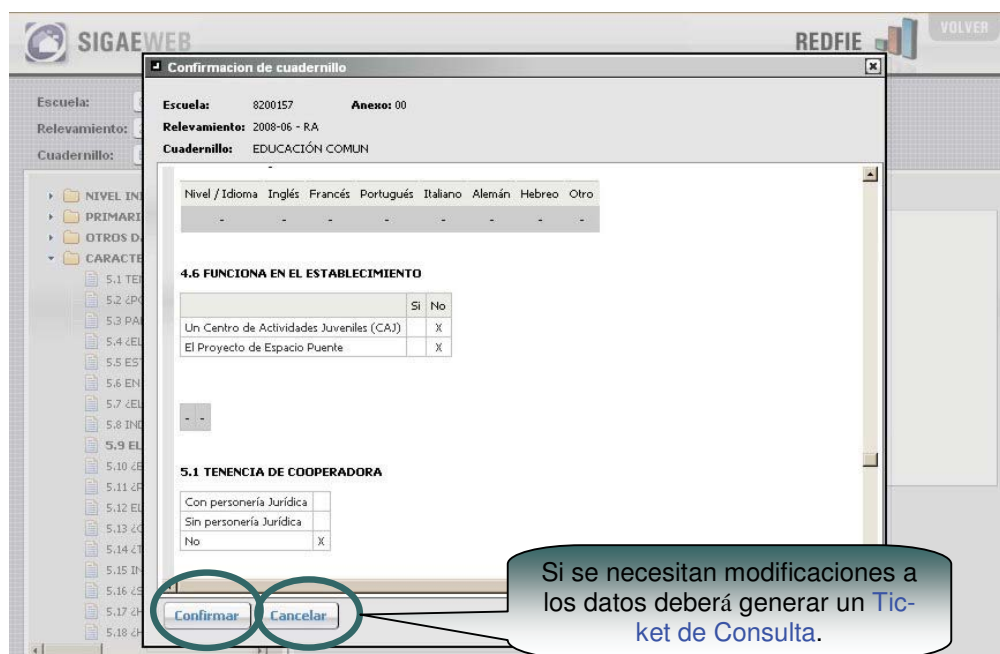 SIGAEWEB
REDFIE
VOLVER
Confirmacion de cuadernillo
Escuela:
Relevamiento:
Cuadernillo:
Escuela: 8200157 Anexo: 00
Relevamiento: 2008-06 - RA
Cuadernillo: EDUCACIÓN COMUN
NIVEL INI
PRIMARI
OTROS D
CARACTE
5.1 TEN
5.2 ¿PO
5.3 PA
5.4 ¿EL
5.5 EST
5.6 EN
5.7 ¿EL
5.8 IND
5.9 EL
5.10 ¿E
5.11 ¿P
5.12 EL
5.13 ¿C
5.14 ¿T
5.15 IN
5.16 ¿S
5.17 ¿H
5.18 ¿H
-
Nivel / Idioma Inglés Francés Portugués Italiano Alemán Hebreo Otro
- - - - - - - -
4.6 FUNCIONA EN EL ESTABLECIMIENTO
Si No
Un Centro de Actividades Juveniles (CAJ) X
El Proyecto de Espacio Puente X
- -
5.1 TENENCIA DE COOPERADORA
Con personería Jurídica
Sin personería Jurídica
No X
Confirmar Cancelar
Si se necesitan modificaciones a
los datos deberá generar un Tic-
ket de Consulta.